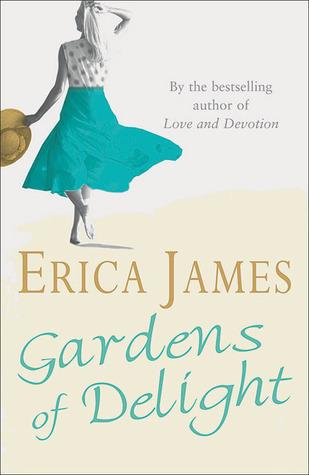 By the bestselling
author of
Love and Devotion
ERICA JAMES
Gardens
of Delight